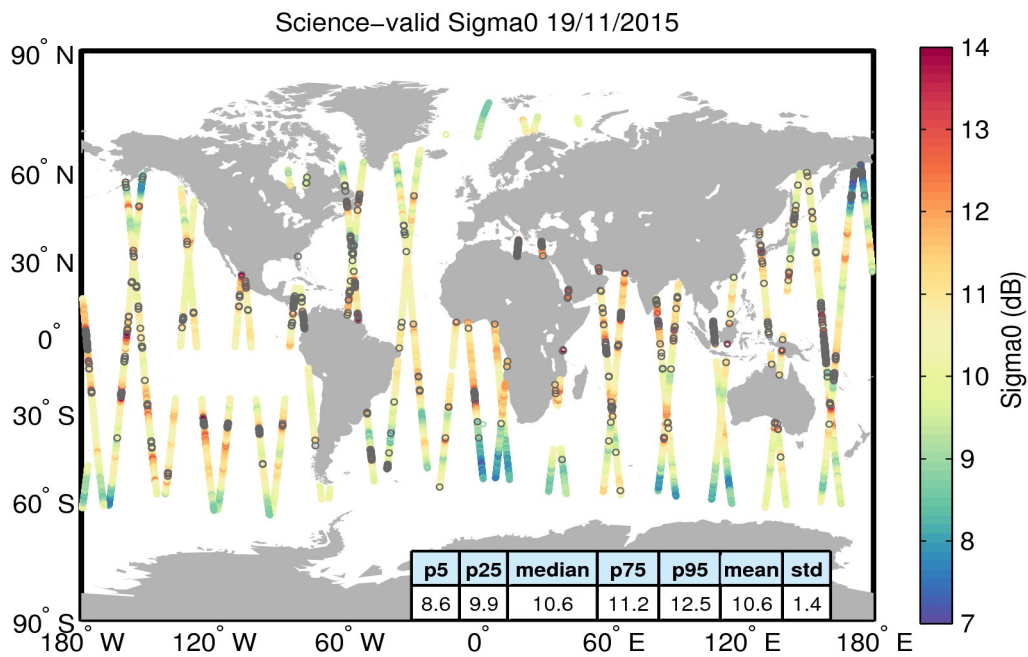 Science−valid Sigma0 19/11/2015
90° N
60° N
30° N
0°
30° S
60° S
90° S
180° W 120° W 60° W 0° 60° E 120° E 180° E
p5 p25 median p75 p95 mean std
8.6 9.9 10.6 11.2 12.5 10.6 1.4
14
13
12
11
10
9
8
7
Sigma0 (dB)